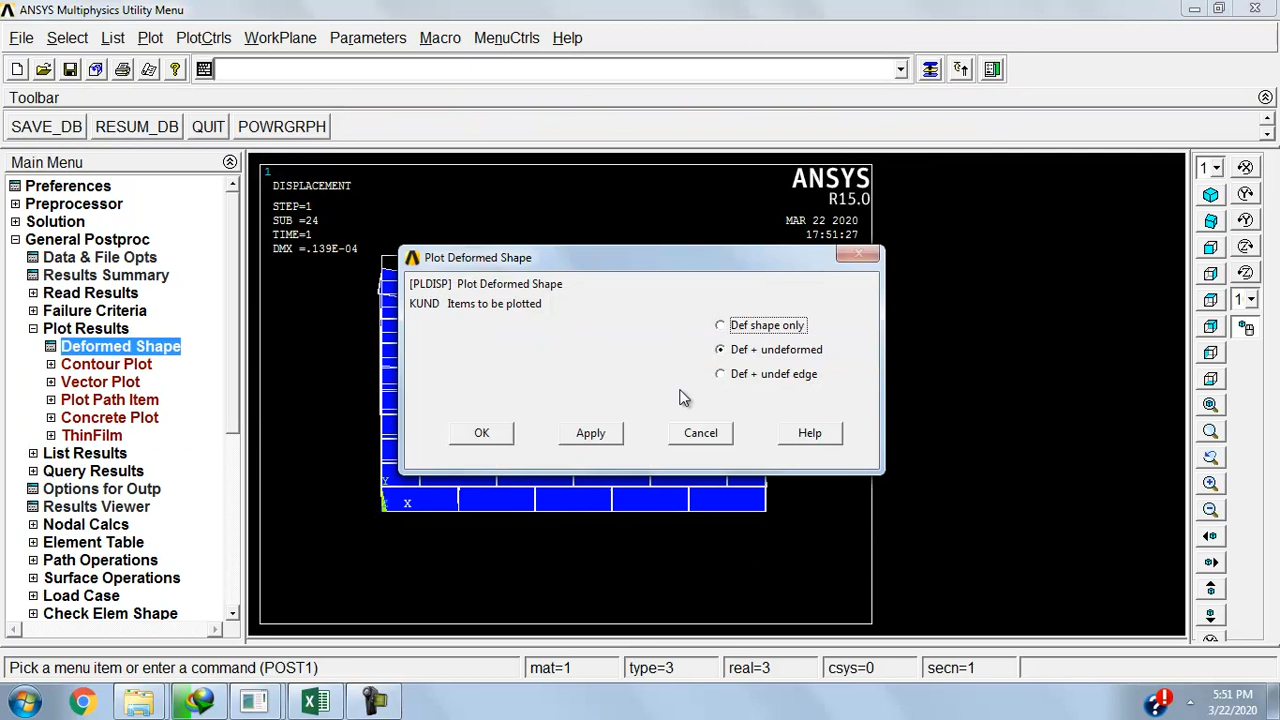 ANSYS Multiphysics Utility Menu
File Select List Plot PlotCtrls WorkPlane Parameters Macro MenuCtrls Help
Toolbar
SAVE_DB RESUM_DB QUIT POWRGRPH
Main Menu
Preferences
Preprocessor
Solution
General Postproc
Data & File Opts
Results Summary
Read Results
Failure Criteria
Plot Results
Deformed Shape
Contour Plot
Vector Plot
Plot Path Item
Concrete Plot
ThinFilm
List Results
Query Results
Options for Outp
Results Viewer
Nodal Calcs
Element Table
Path Operations
Surface Operations
Load Case
Check Elem Shape
1
DISPLACEMENT
STEP=1
SUB =24
TIME=1
DMX =.139E-04
ANSYS
R15.0
MAR 22 2020
17:51:27
Plot Deformed Shape
[PLDISP] Plot Deformed Shape
KUND Items to be plotted
Def shape only
Def + undeformed
Def + undef edge
OK Apply Cancel Help
Y
X
1
1
Pick a menu item or enter a command (POST1)
mat=1
type=3
real=3
csys=0
secn=1
5:51 PM
3/22/2020